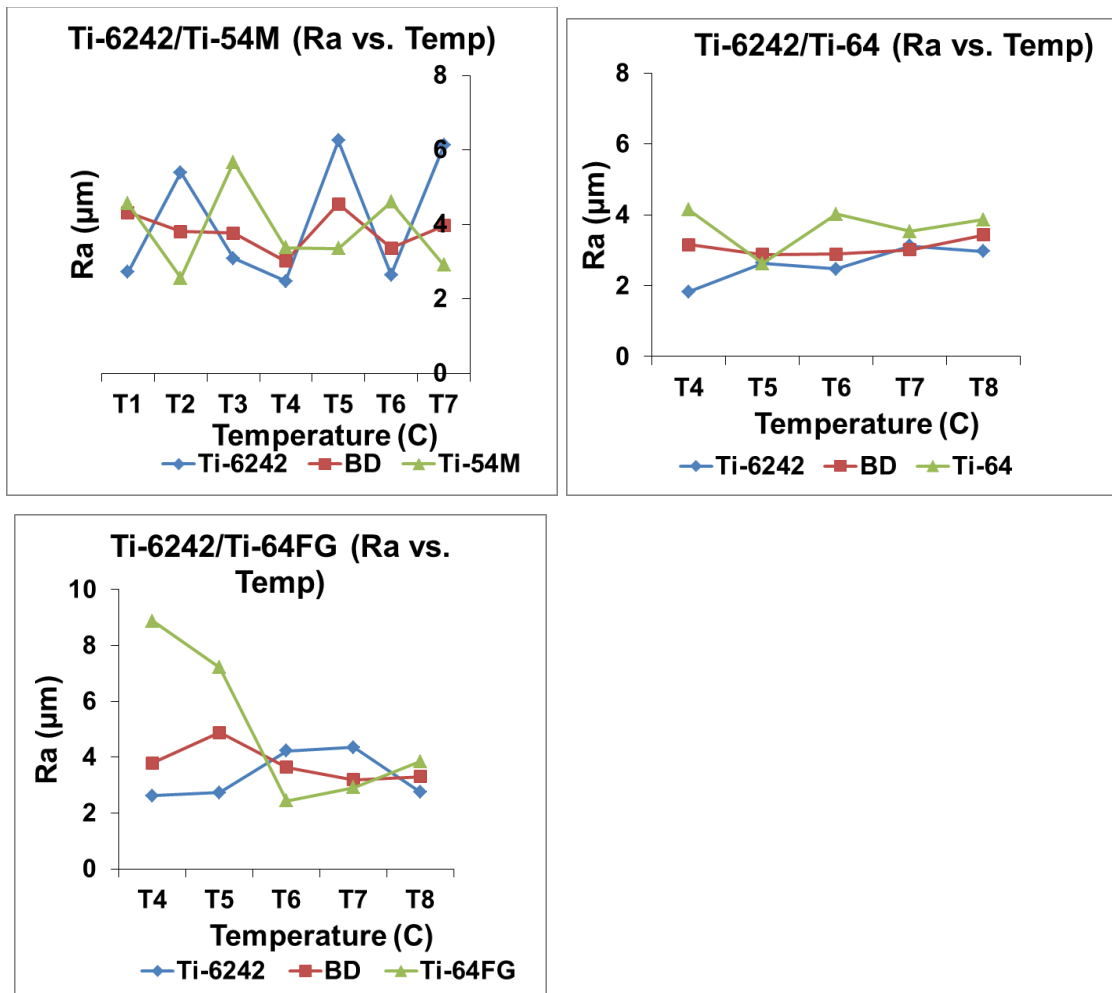 Ti-6242/Ti-54M (Ra vs. Temp)
8
6
4
2
0
Ra (µm)
T1 T2 T3 T4 T5 T6 T7
Temperature (C)
Ti-6242 BD Ti-54M
Ti-6242/Ti-64 (Ra vs. Temp)
8
6
4
2
0
Ra (µm)
T4 T5 T6 T7 T8
Temperature (C)
Ti-6242 BD Ti-64
Ti-6242/Ti-64FG (Ra vs.
Temp)
10
8
6
4
2
0
Ra (µm)
T4 T5 T6 T7 T8
Temperature (C)
Ti-6242 BD Ti-64FG